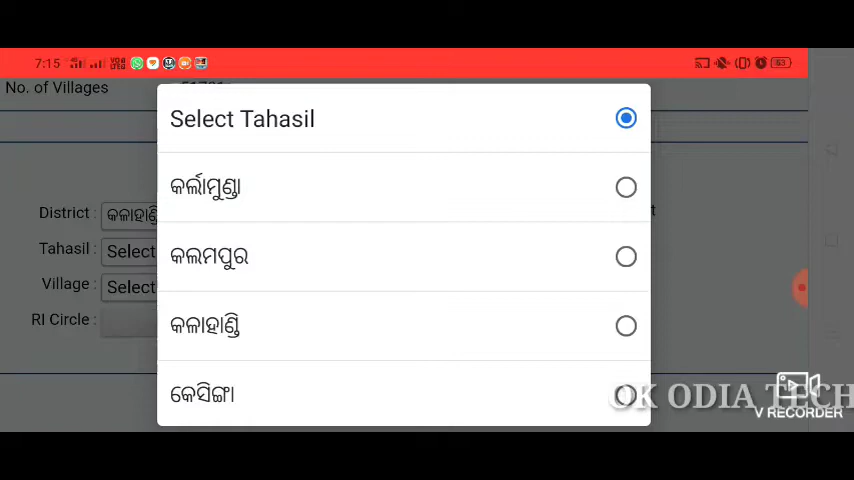 7:15
No. of Villages
Select Tahasil
କର୍ଲାମୁଣ୍ଡା
କଲମପୁର
କଳାହାଣ୍ଡି
କେସିଙ୍ଗା
District :
କଳାହାଣ୍ଡି
Tahasil :
Select
Village :
Select
RI Circle :
OK ODIA TECH
V RECORDER